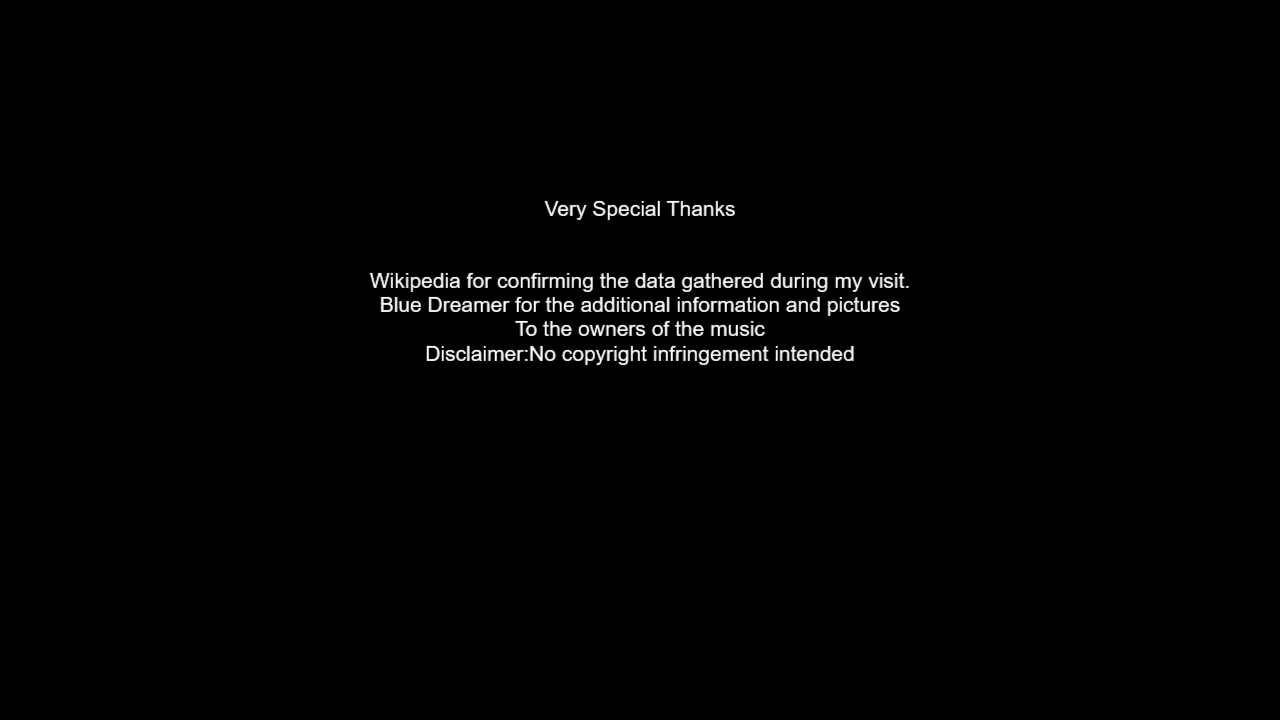 Very Special Thanks
Wikipedia for confirming the data gathered during my visit.
Blue Dreamer for the additional information and pictures
To the owners of the music
Disclaimer:No copyright infringement intended